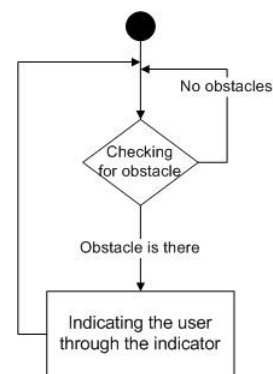 No obstacles
Checking
for obstacle
Obstacle is there
Indicating the user
through the indicator